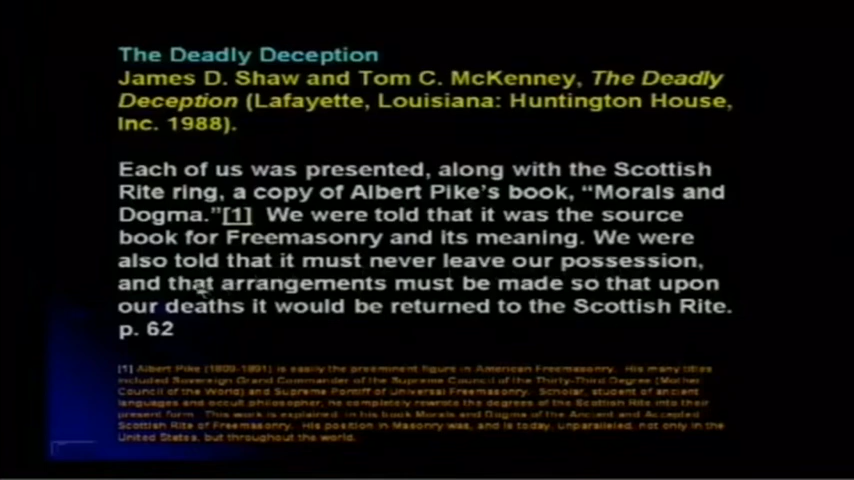 The Deadly Deception
James D. Shaw and Tom C. McKenney, The Deadly
Deception (Lafayette, Louisiana: Huntington House,
Inc. 1988).
Each of us was presented, along with the Scottish
Rite ring, a copy of Albert Pike's book, “Morals and
Dogma.”[1]  We were told that it was the source
book for Freemasonry and its meaning. We were
also told that it must never leave our possession,
and that arrangements must be made so that upon
our deaths it would be returned to the Scottish Rite.
p. 62
[1] Albert Pike (1809-1891) is easily the preeminent figure in American Freemasonry.  His many titles
included Sovereign Grand Commander of the Supreme Council of the Thirty-Third Degree (Mother
Council of the World) and Supreme Pontiff of Universal Freemasonry.  Scholar, student of ancient
languages and occult philosopher, he completely rewrote the degrees of the Scottish Rite into their
present form.  This work is explained in his book Morals and Dogma of the Ancient and Accepted
Scottish Rite of Freemasonry.  His position in Masonry was, and is today, unparalleled, not only in the
United States, but throughout the world.